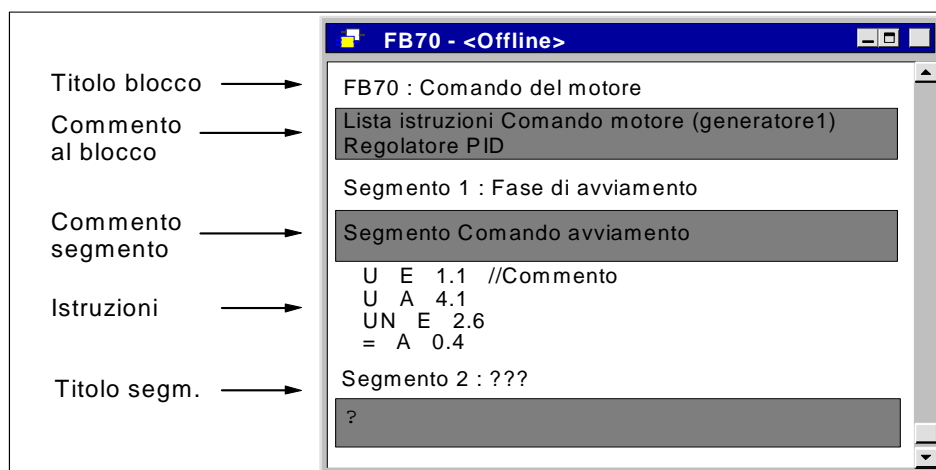 FB70 - <Offline>
Titolo blocco
FB70 : Comando del motore
Commento
al blocco
Lista istruzioni Comando motore (generatore1)
Regolatore PID
Segmento 1 : Fase di avviamento
Commento
segmento
Segmento Comando avviamento
Istruzioni
U E 1.1 //Commento
U A 4.1
UN E 2.6
= A 0.4
Titolo segm.
Segmento 2 : ???
?